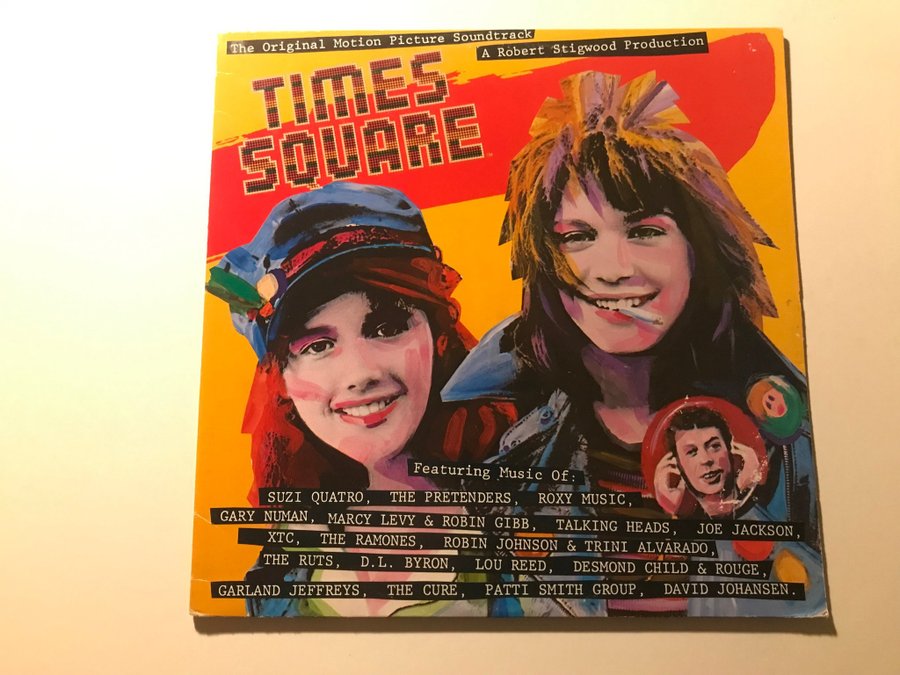 The Original Motion Picture Soundtrack
A Robert Stigwood Production
TIMES
SQUARE
Featuring Music Of:
SUZI QUATRO, THE PRETENDERS, ROXY MUSIC,
GARY NUMAN, MARCY LEVY & ROBIN GIBB, TALKING HEADS, JOE JACKSON,
XTC, THE RAMONES, ROBIN JOHNSON & TRINI ALVARADO,
THE RUTS, D.L. BYRON, LOU REED, DESMOND CHILD & ROUGE,
GARLAND JEFFREYS, THE CURE, PATTI SMITH GROUP, DAVID JOHANSEN.